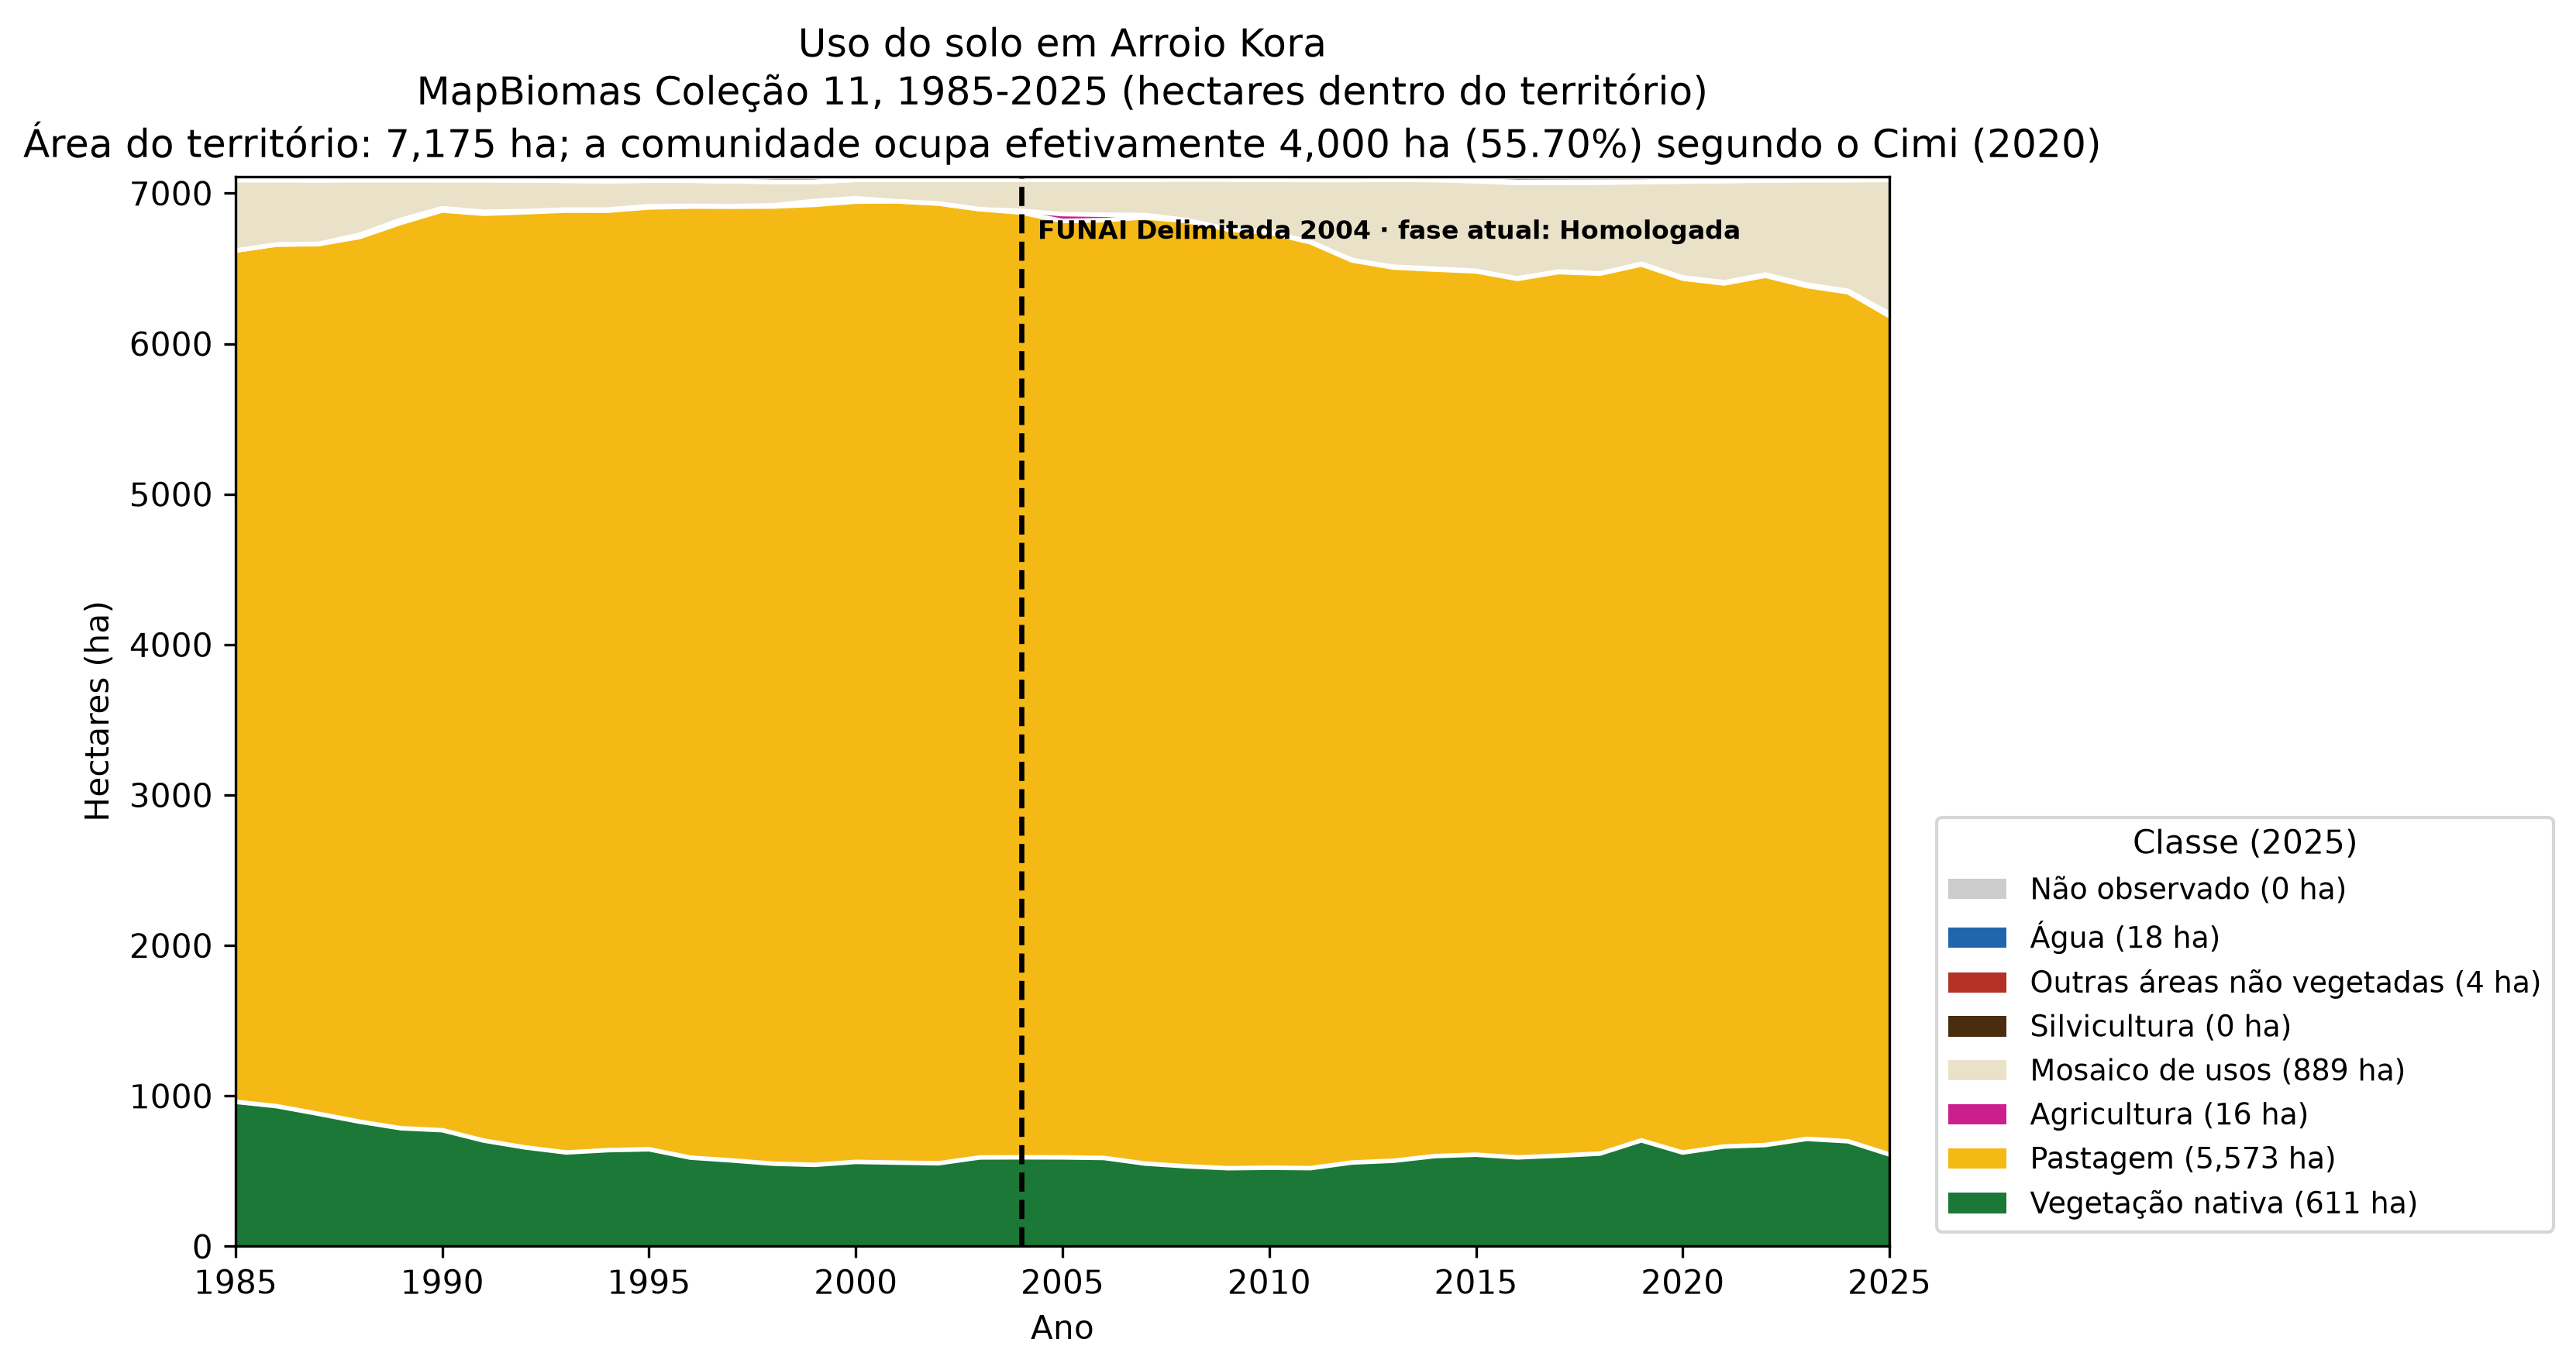 Uso do solo em Arroio Kora
MapBiomas Coleção 11, 1985-2025 (hectares dentro do território)
Área do território: 7,175 ha; a comunidade ocupa efetivamente 4,000 ha (55.70%) segundo o Cimi (2020)
7000
6000
5000
4000
3000
2000
1000
0
Hectares (ha)
FUNAI Delimitada 2004 · fase atual: Homologada
1985 1990 1995 2000 2005 2010 2015 2020 2025
Ano
Classe (2025)
Não observado (0 ha)
Água (18 ha)
Outras áreas não vegetadas (4 ha)
Silvicultura (0 ha)
Mosaico de usos (889 ha)
Agricultura (16 ha)
Pastagem (5,573 ha)
Vegetação nativa (611 ha)